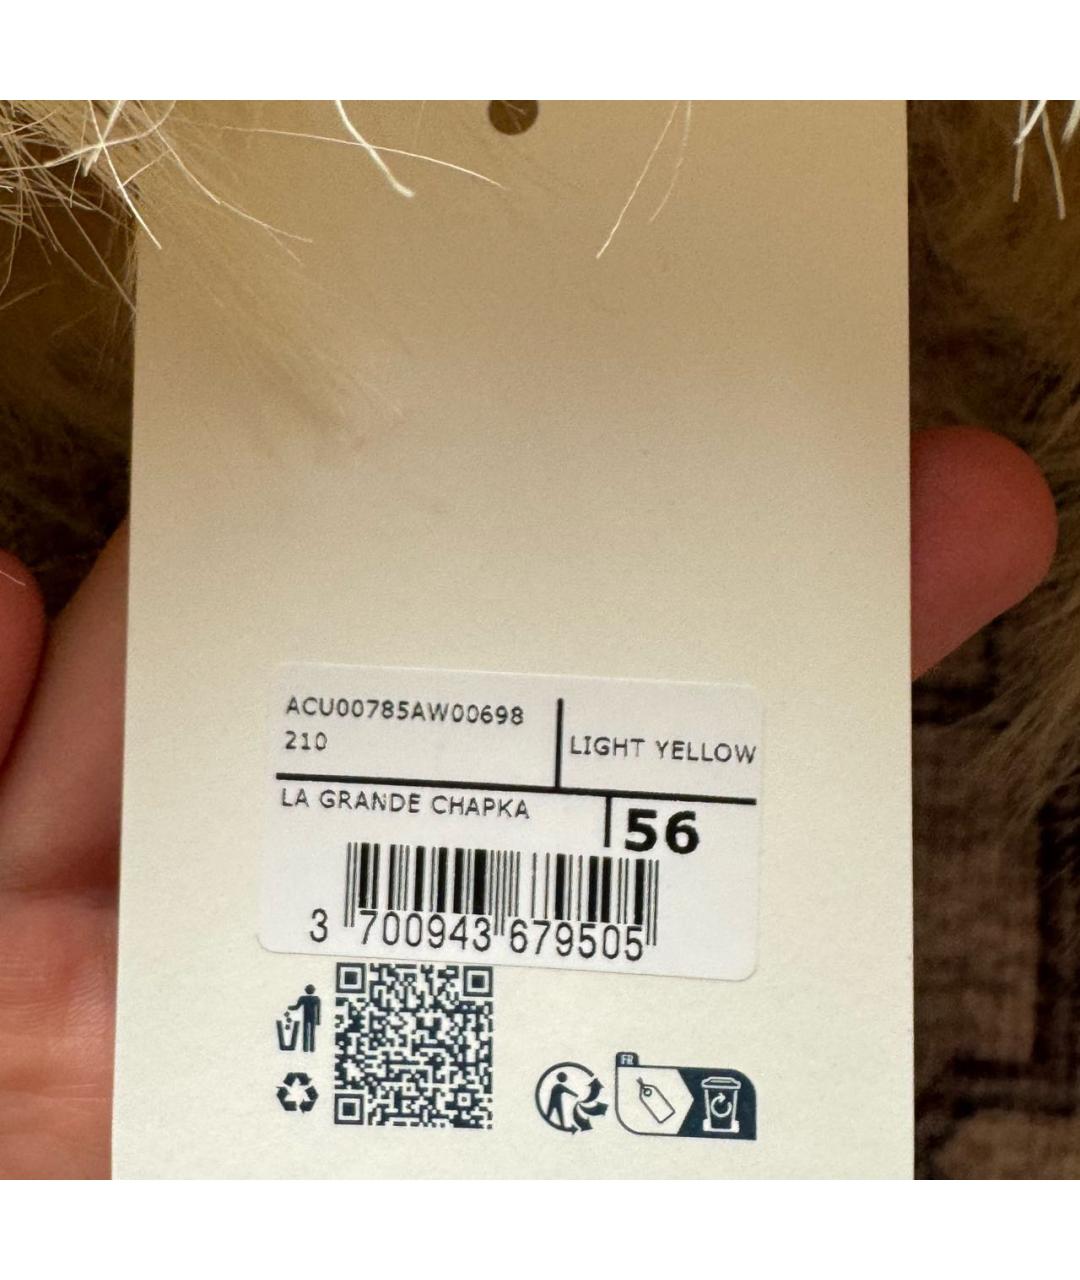 ACU00785AW00698
210
LIGHT YELLOW
LA GRANDE CHAPKA
56
3 700943 679505
FR